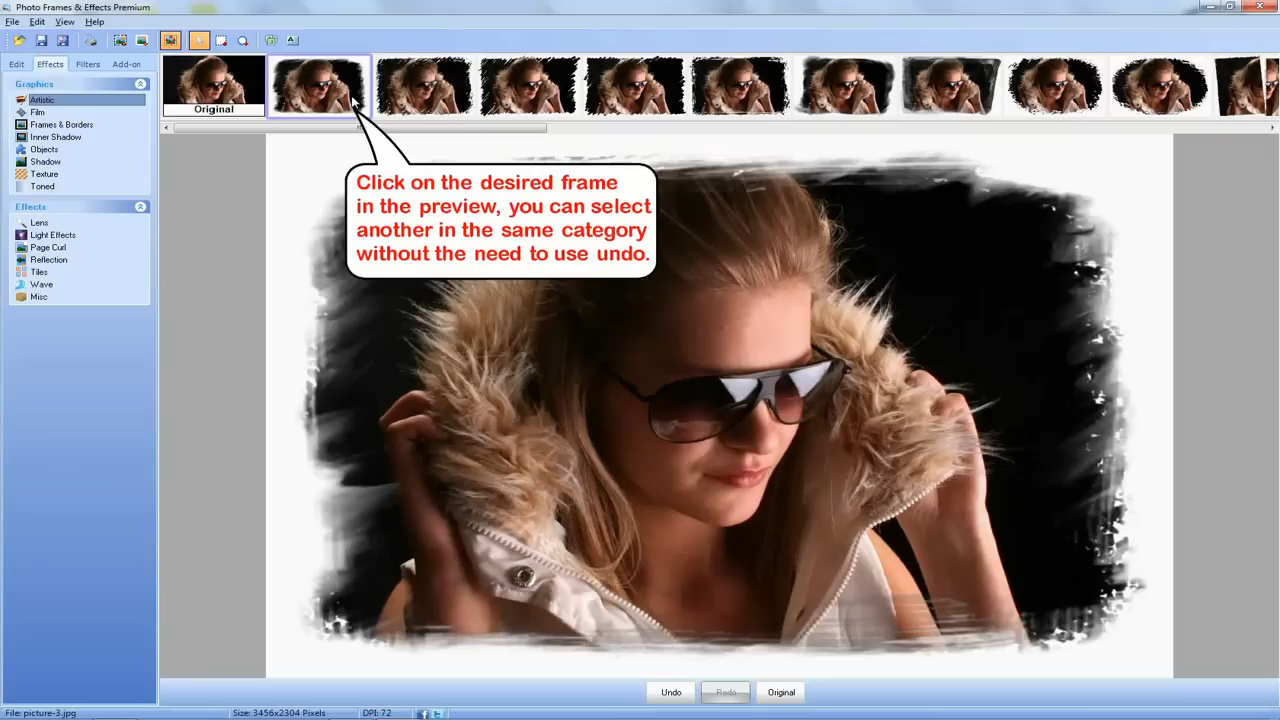 Photo Frames & Effects Premium
File Edit View Help
Edit Effects Filters Add-on
Graphics
Artistic
Film
Frames & Borders
Inner Shadow
Objects
Shadow
Texture
Toned
Effects
Lens
Light Effects
Page Curl
Reflection
Tiles
Wave
Misc
Original
Click on the desired frame
in the preview, you can select
another in the same category
without the need to use undo.
Undo Redo Original
File: picture-3.jpg Size: 3456x2304 Pixels DPI: 72